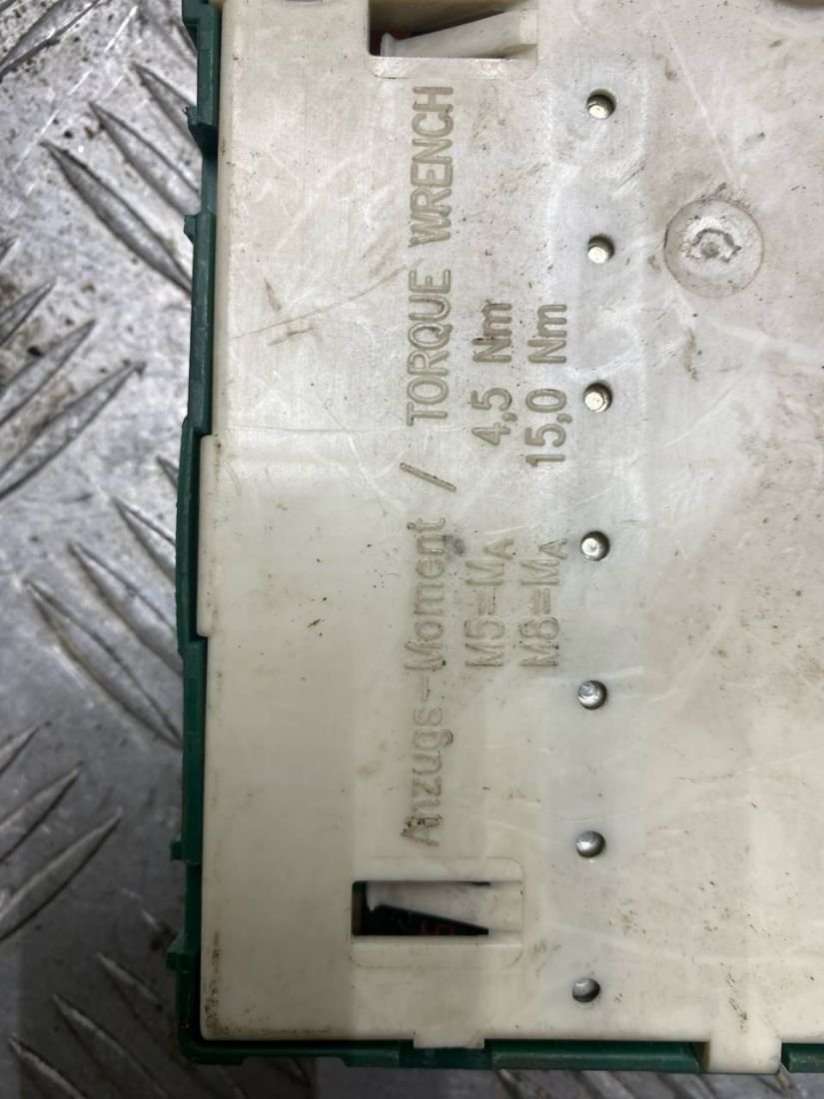 Anzugs-Moment / TORQUE WRENCH
M5=MA 4,5 Nm
M8=MA 15,0 Nm